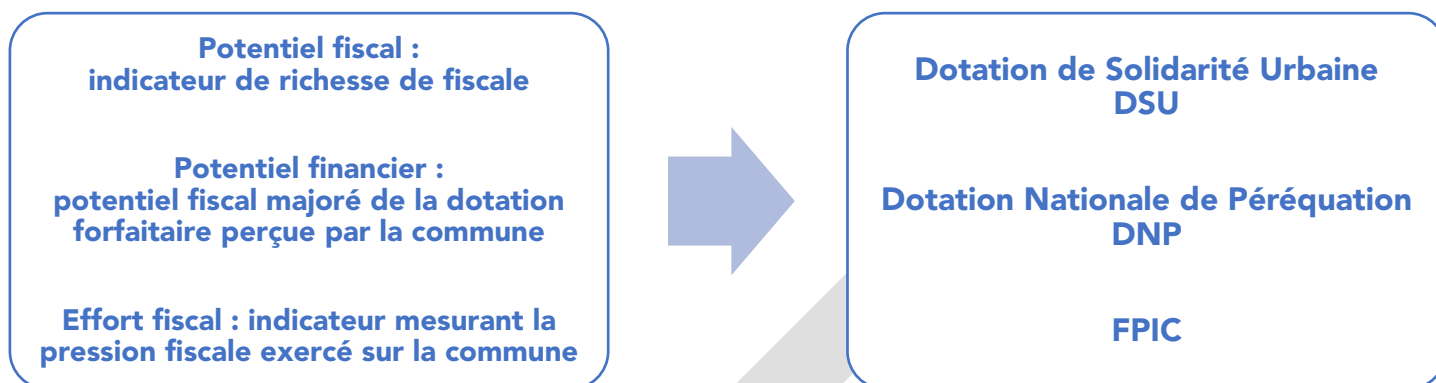 Potentiel fiscal :
indicateur de richesse de fiscale
Potentiel financier :
potentiel fiscal majoré de la dotation
forfaitaire perçue par la commune
Effort fiscal : indicateur mesurant la
pression fiscale exercé sur la commune
Dotation de Solidarité Urbaine
DSU
Dotation Nationale de Péréquation
DNP
FPIC